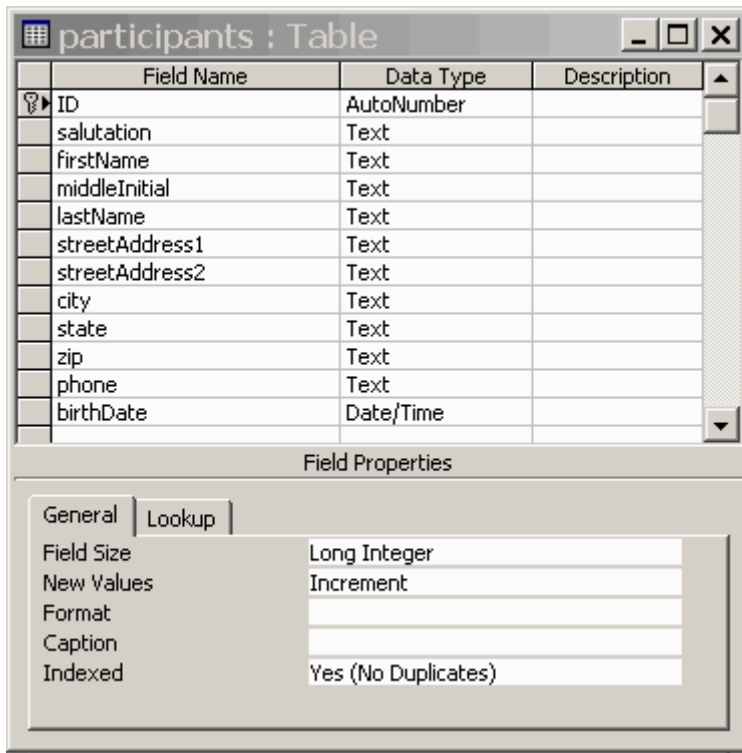 participants : Table
Field Name Data Type Description
ID AutoNumber
salutation Text
firstName Text
middleInitial Text
lastName Text
streetAddress1 Text
streetAddress2 Text
city Text
state Text
zip Text
phone Text
birthDate Date/Time
Field Properties
General Lookup
Field Size Long Integer
New Values Increment
Format
Caption
Indexed Yes (No Duplicates)